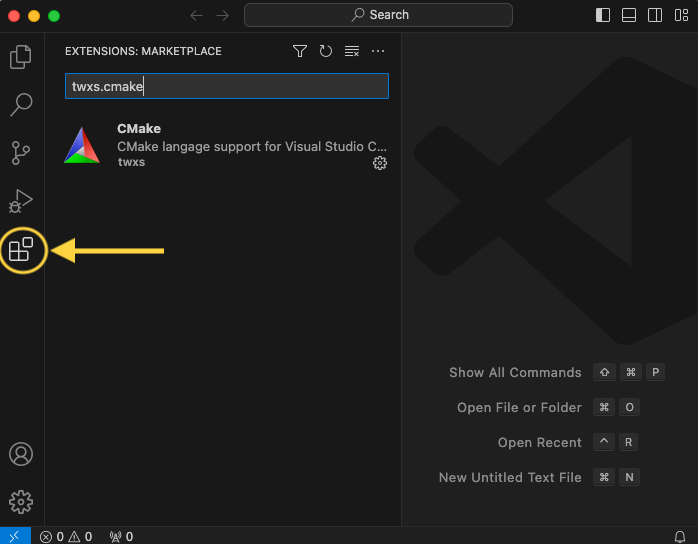 Search
EXTENSIONS: MARKETPLACE
twxs.cmake
CMake
CMake langage support for Visual Studio C...
twxs
Show All Commands ⇧ ⌘ P
Open File or Folder ⌘ O
Open Recent ^ R
New Untitled Text File ⌘ N
0 0 0